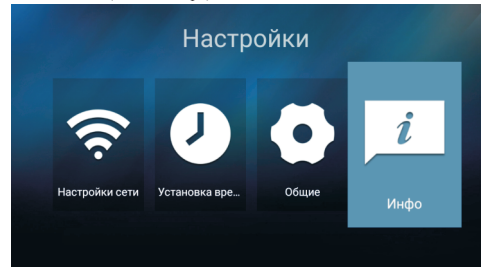 Настройки
Настройки сети
Установка вре...
Общие
Инфо